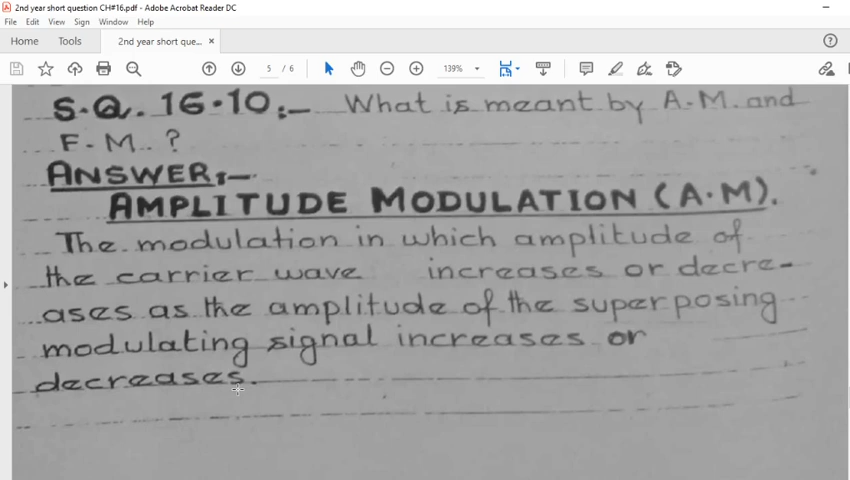 2nd year short question CH#16.pdf - Adobe Acrobat Reader DC
File Edit View Sign Window Help
Home Tools 2nd year short que... ×
5 / 6 139%
S.Q. 16.10:- What is meant by A.M. and
F.M. ?
ANSWER:-
AMPLITUDE MODULATION (A.M).
The modulation in which amplitude of
the carrier wave increases or decre-
ases as the amplitude of the superposing
modulating signal increases or
decreases.